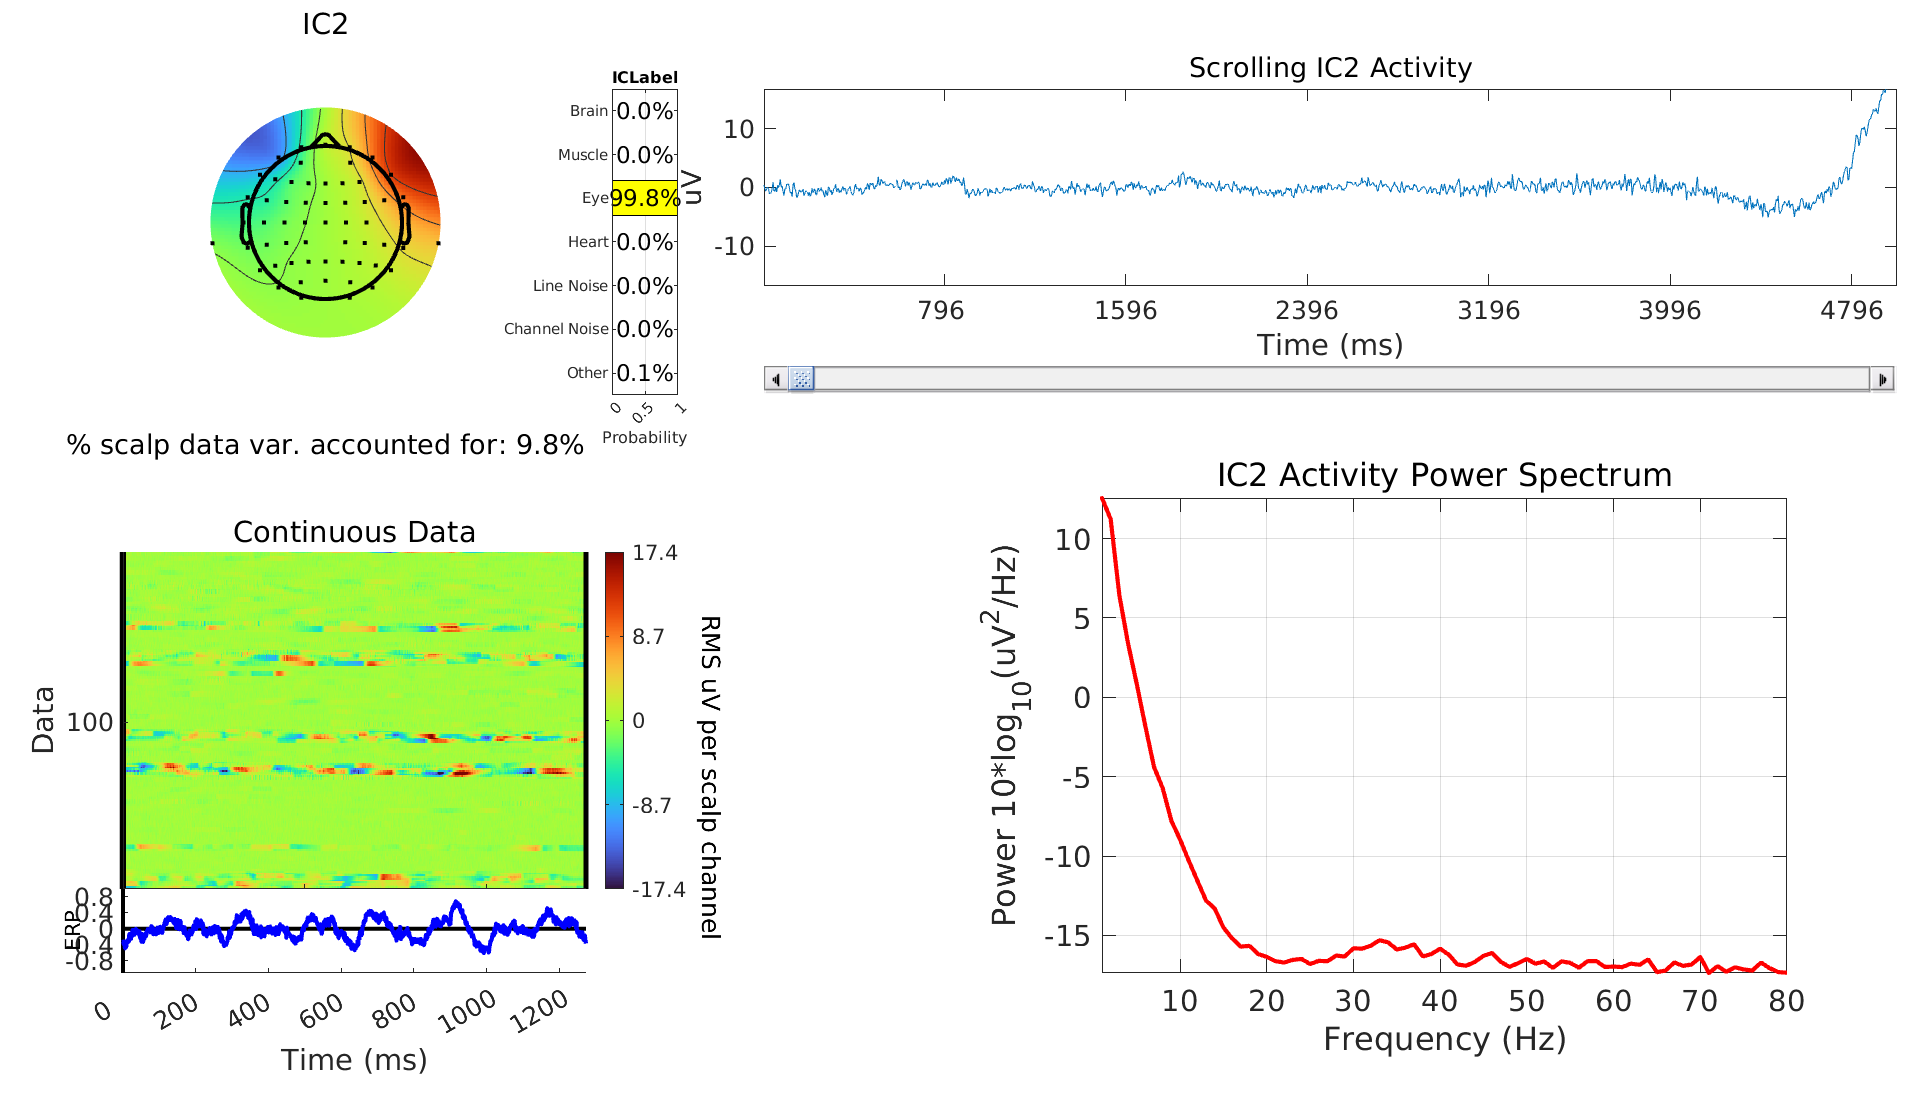 IC2
ICLabel
Brain 0.0%
Muscle 0.0%
Eye 99.8%
Heart 0.0%
Line Noise 0.0%
Channel Noise 0.0%
Other 0.1%
0 0.5 1
Probability
% scalp data var. accounted for: 9.8%
Scrolling IC2 Activity
uV
10
0
-10
796 1596 2396 3196 3996 4796
Time (ms)
Continuous Data
Data
100
17.4
8.7
0
-8.7
-17.4
RMS uV per scalp channel
ERP
0.8
0.4
0
-0.4
-0.8
0 200 400 600 800 1000 1200
Time (ms)
IC2 Activity Power Spectrum
Power 10*log10(uV2/Hz)
10
5
0
-5
-10
-15
10 20 30 40 50 60 70 80
Frequency (Hz)